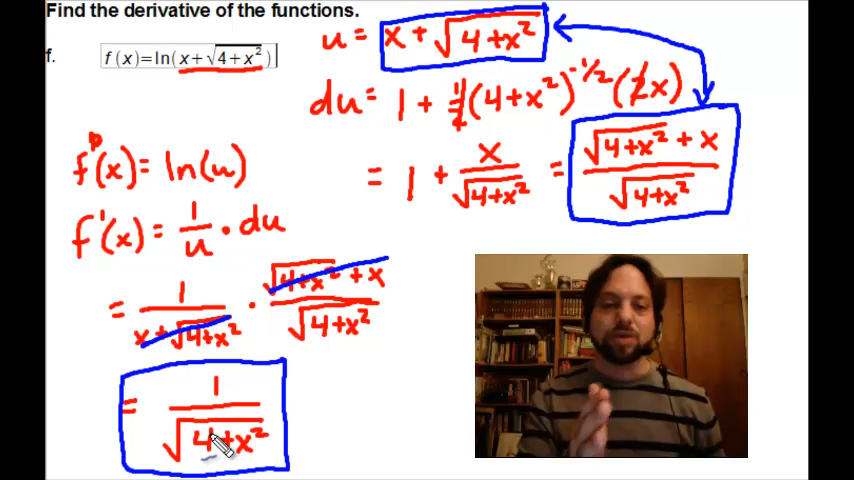 Find the derivative of the functions.
f. f(x)=ln(x+√4+x²)
u = x + √4+x²
du = 1 + 1/2 (4+x²)^-1/2 (2x)
= 1 + x/√4+x² = √4+x² + x/√4+x²
f(x) = ln(u)
f'(x) = 1/u · du
= 1/x+√4+x² · √4+x² + x/√4+x²
= 1/√4+x²